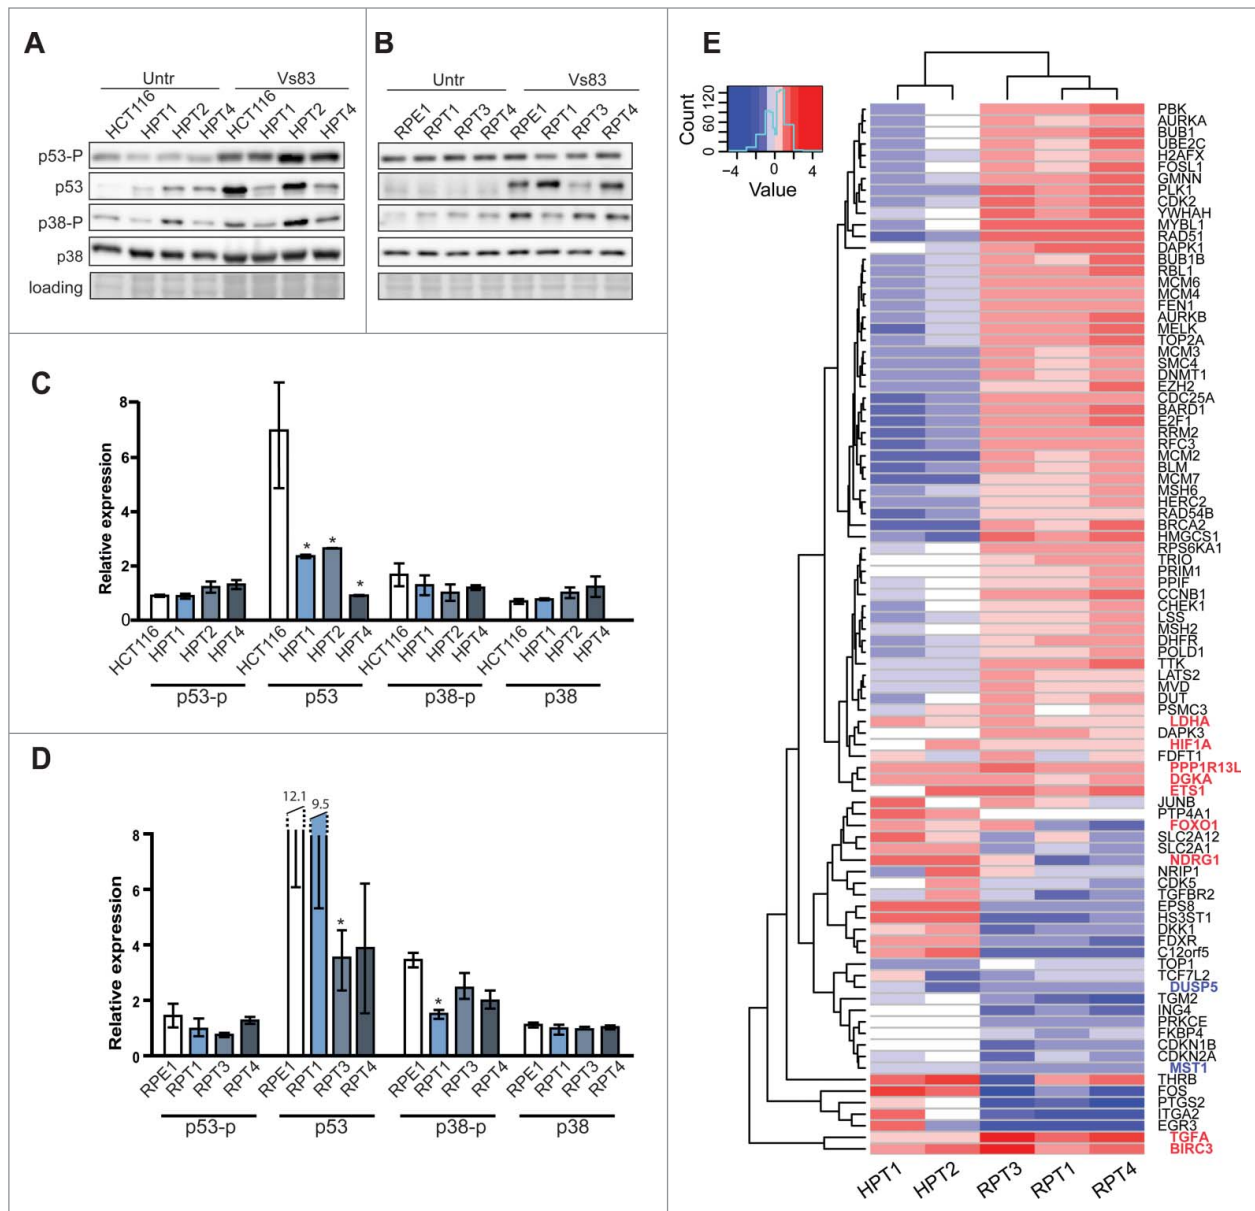 A
Untr Vs83
HCT116 HPT1 HPT2 HPT4 HCT116 HPT1 HPT2 HPT4
p53-P
p53
p38-P
p38
loading
B
Untr Vs83
RPE1 RPT1 RPT3 RPT4 RPE1 RPT1 RPT3 RPT4
C
Relative expression
8
6
4
2
0
* * *
HCT116 HPT1 HPT2 HPT4 HCT116 HPT1 HPT2 HPT4 HCT116 HPT1 HPT2 HPT4 HCT116 HPT1 HPT2 HPT4
p53-p p53 p38-p p38
D
Relative expression
12.1 9.5
8
6
4
2
0
* *
RPE1 RPT1 RPT3 RPT4 RPE1 RPT1 RPT3 RPT4 RPE1 RPT1 RPT3 RPT4 RPE1 RPT1 RPT3 RPT4
p53-p p53 p38-p p38
E
Count
120
60
0
−4 0 4
Value
PBK
AURKA
BUB1
UBE2C
H2AFX
FOSL1
GMNN
PLK1
CDK2
YWHAH
MYBL1
RAD51
DAPK1
BUB1B
RBL1
MCM6
MCM4
FEN1
AURKB
MELK
TOP2A
MCM3
SMC4
DNMT1
EZH2
CDC25A
BARD1
E2F1
RRM2
RFC3
MCM2
BLM
MCM7
MSH6
HERC2
RAD54B
BRCA2
HMGCS1
RPS6KA1
TRIO
PRIM1
PPIF
CCNB1
CHEK1
LSS
MSH2
DHFR
POLD1
TTK
LATS2
MVD
DUT
PSMC3
LDHA
DAPK3
HIF1A
FDFT1
PPP1R13L
DGKA
ETS1
JUNB
PTP4A1
FOXO1
SLC2A12
SLC2A1
NDRG1
NRIP1
CDK5
TGFBR2
EPS8
HS3ST1
DKK1
FDXR
C12orf5
TOP1
TCF7L2
DUSP5
TGM2
ING4
PRKCE
FKBP4
CDKN1B
CDKN2A
MST1
THRB
FOS
PTGS2
ITGA2
EGR3
TGFA
BIRC3
HPT1 HPT2 RPT3 RPT1 RPT4